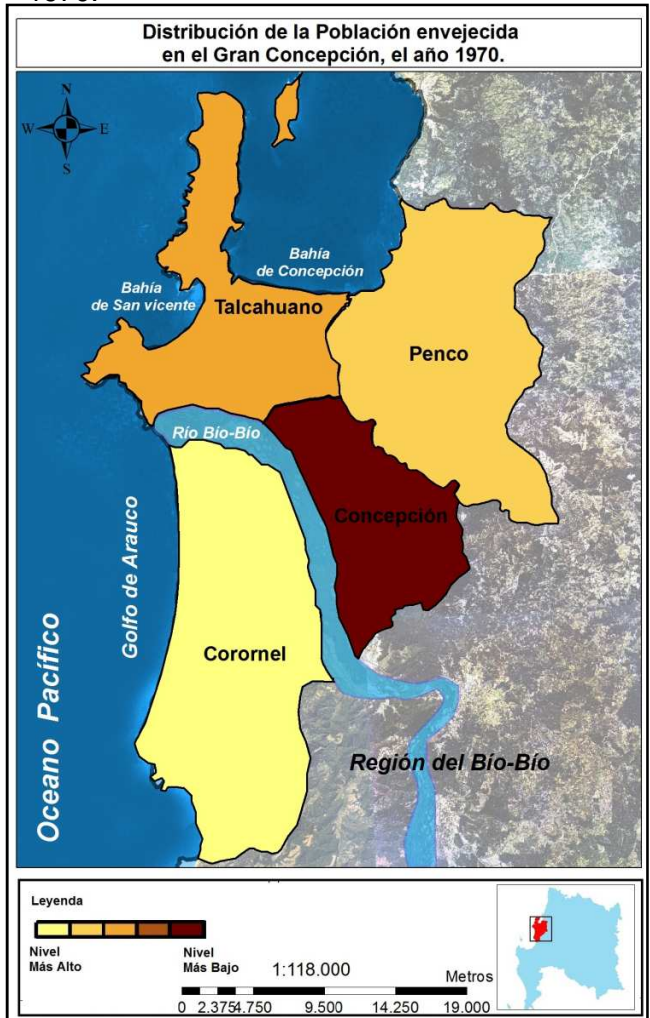 Distribución de la Población envejecida
en el Gran Concepción, el año 1970.
N
W E
S
Bahía
de Concepción
Bahía
de San vicente
Talcahuano
Penco
Río Bío-Bío
Concepción
Golfo de Arauco
Corornel
Oceano Pacífico
Región del Bío-Bío
Leyenda
Nivel
Más Alto
Nivel
Más Bajo
1:118.000
Metros
0 2.3754.750 9.500 14.250 19.000